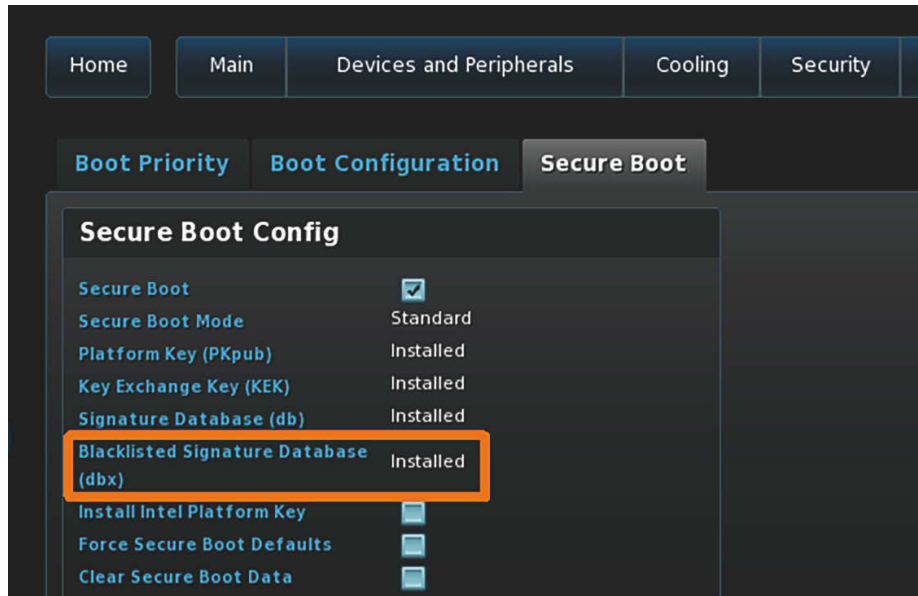 Home Main Devices and Peripherals Cooling Security
Boot Priority Boot Configuration Secure Boot
Secure Boot Config
Secure Boot
Secure Boot Mode Standard
Platform Key (PKpub) Installed
Key Exchange Key (KEK) Installed
Signature Database (db) Installed
Blacklisted Signature Database
(dbx) Installed
Install Intel Platform Key
Force Secure Boot Defaults
Clear Secure Boot Data